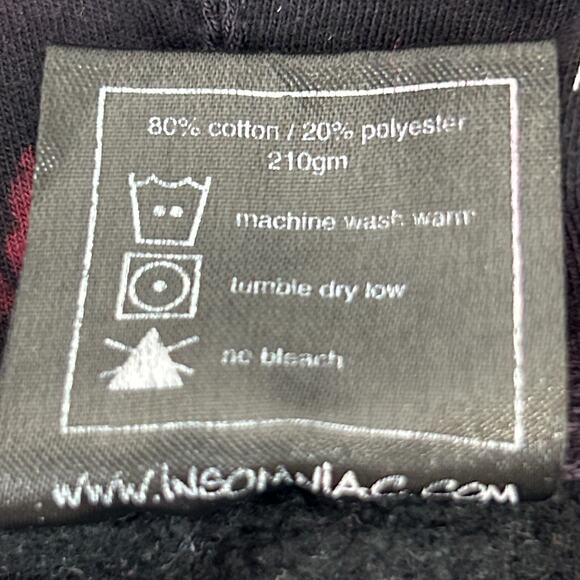 80% cotton / 20% polyester
210gm
machine wash warm
tumble dry low
no bleach
www.insomniac.com